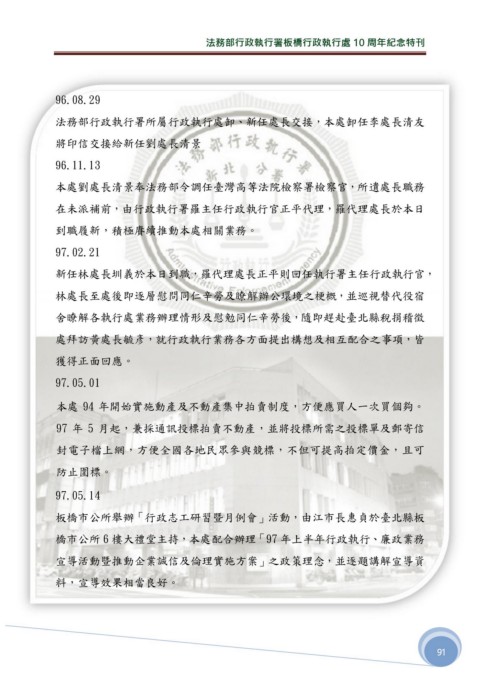 法務部行政執行署板橋行政執行處 10 周年紀念特刊
96.08.29
法務部行政執行署所屬行政執行處卸、新任處長交接，本處卸任李處長清友
將印信交接給新任劉處長清景
96.11.13
本處劉處長清景奉法務部令調任臺灣高等法院檢察署檢察官，所遺處長職務
在未派補前，由行政執行署羅主任行政執行官正平代理，羅代理處長於本日
到職履新，積極賡續推動本處相關業務。
97.02.21
新任林處長圳義於本日到職，羅代理處長正平則回任執行署主任行政執行官，
林處長至處後即逐層慰問同仁辛勞及瞭解辦公環境之梗概，並巡視替代役宿
舍瞭解各執行處業務辦理情形及慰勉同仁辛勞後，隨即趕赴臺北縣稅捐稽徵
處拜訪黃處長敏彥，就行政執行業務各方面提出構想及相互配合之事項，皆
獲得正面回應。
97.05.01
本處 94 年開始實施動產及不動產集中拍賣制度，方便應買人一次買個夠。
97 年 5 月起，兼採通訊投標拍賣不動產，並將投標所需之投標單及郵寄信
封電子檔上網，方便全國各地民眾參與競標，不但可提高拍定價金，且可
防止圍標。
97.05.14
板橋市公所舉辦「行政志工研習暨月例會」活動，由江市長惠貞於臺北縣板
橋市公所 6 樓大禮堂主持，本處配合辦理「97 年上半年行政執行、廉政業務
宣導活動暨推動企業誠信及倫理實施方案」之政策理念，並逐題講解宣導資
料，宣導效果相當良好。
法務部行政執行署
新北分署
Administrative Enforcement Agency
91